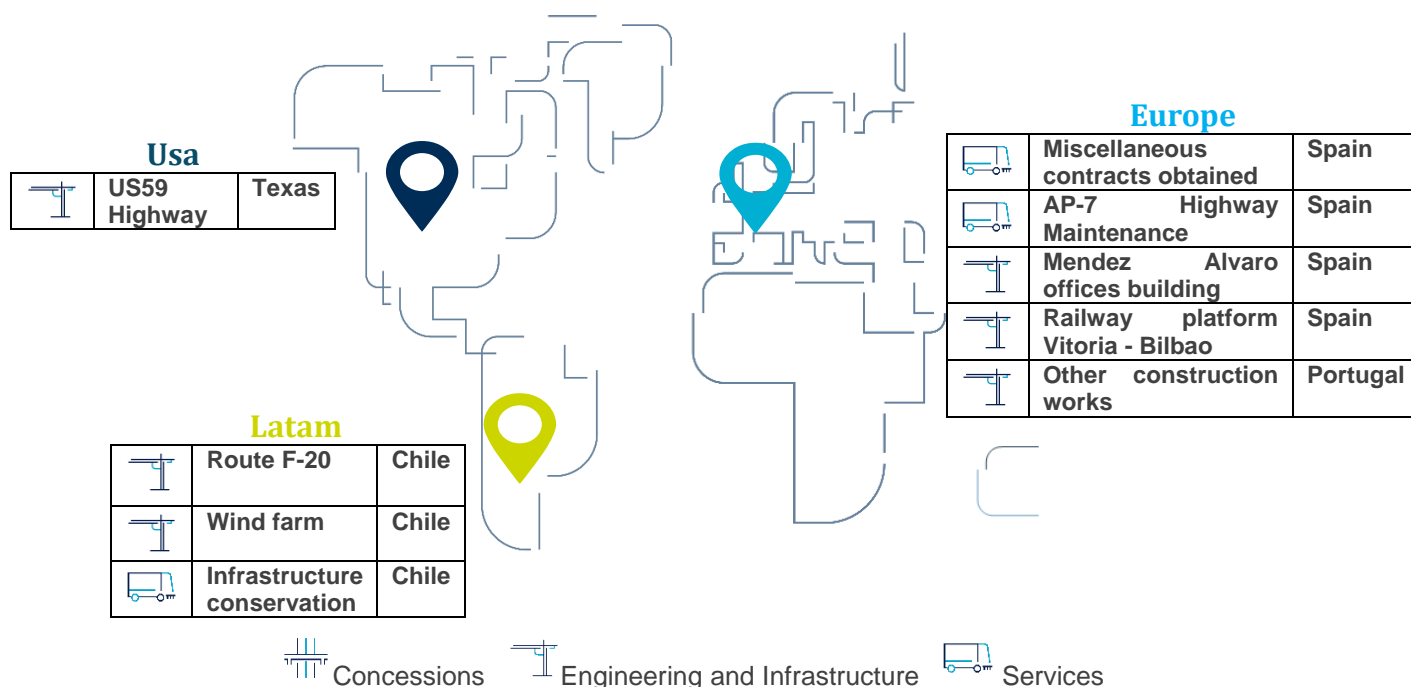 Usa
US59 Highway Texas
Europe
Miscellaneous contracts obtained Spain
AP-7 Highway Maintenance Spain
Mendez Alvaro offices building Spain
Railway platform Vitoria - Bilbao Spain
Other construction works Portugal
Latam
Route F-20 Chile
Wind farm Chile
Infrastructure conservation Chile
Concessions Engineering and Infrastructure Services